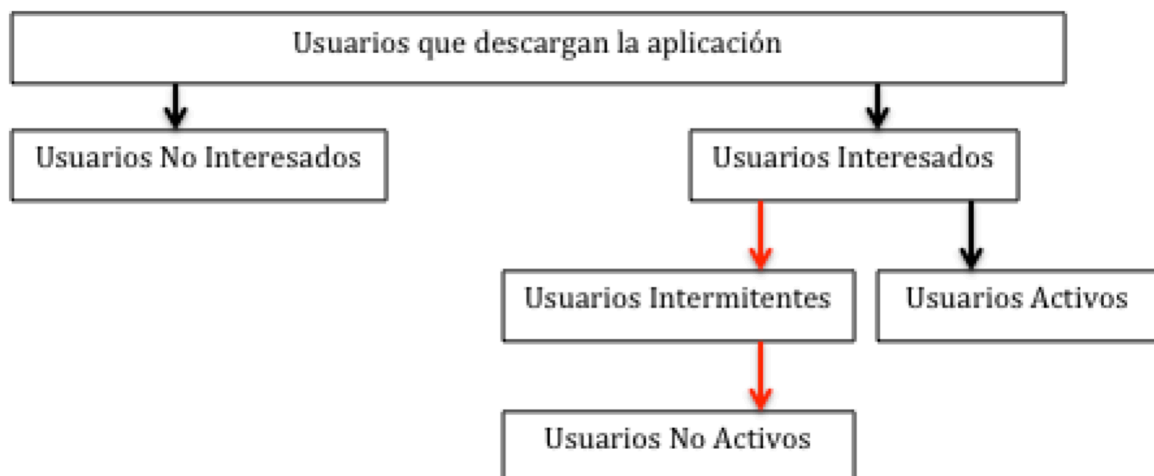 Usuarios que descargan la aplicación
Usuarios No Interesados
Usuarios Interesados
Usuarios Intermitentes
Usuarios Activos
Usuarios No Activos